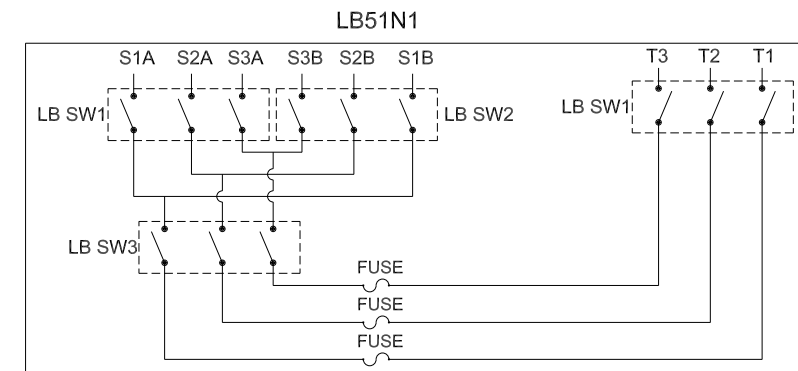 LB51N1
S1A S2A S3A S3B S2B S1B T3 T2 T1
LB SW1 LB SW2 LB SW1
LB SW3
FUSE
FUSE
FUSE